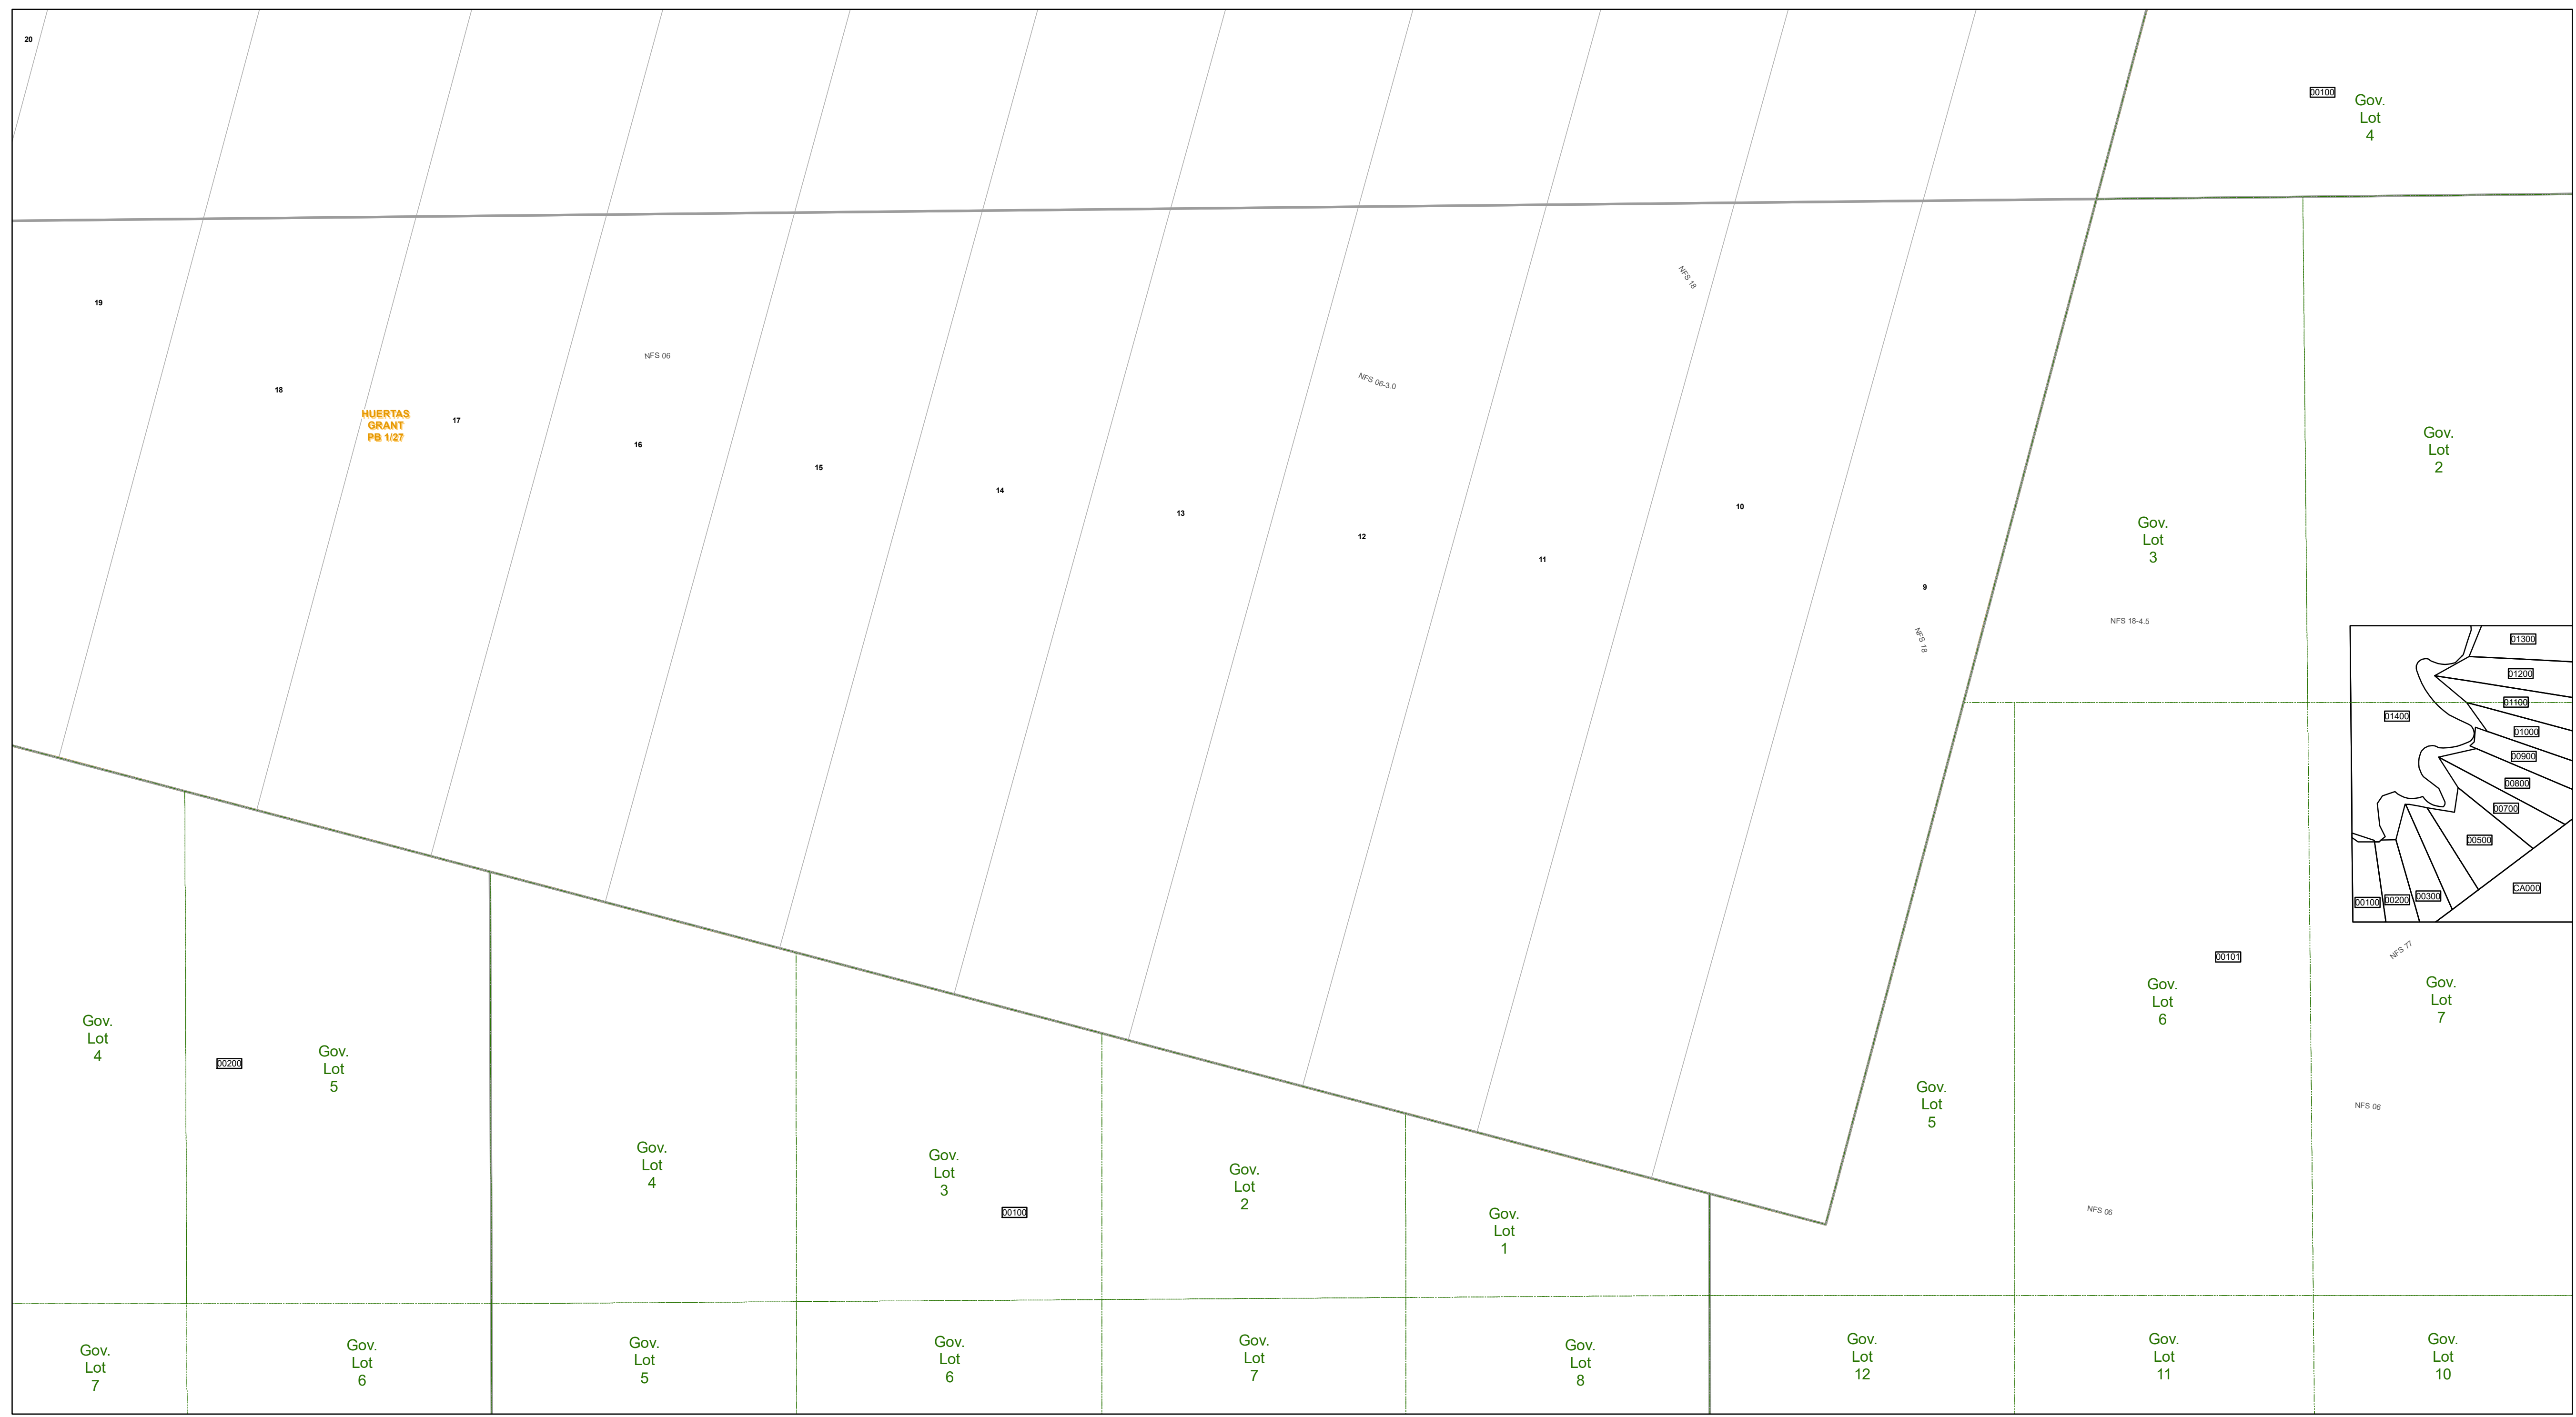 20
00100
Gov.
Lot
4
19
NFS 18
NFS 06
NFS 06-3.0
18
HUERTAS
GRANT
PB 1/27
17
16
15
14
13
12
11
10
9
NFS 18
Gov.
Lot
3
Gov.
Lot
2
NFS 18-4.5
01300
01200
01100
01400
01000
00900
00800
00700
00500
CA000
00300
00200
00100
NFS 77
00101
Gov.
Lot
6
Gov.
Lot
7
Gov.
Lot
4
00200
Gov.
Lot
5
Gov.
Lot
5
NFS 06
Gov.
Lot
4
Gov.
Lot
3
00100
Gov.
Lot
2
Gov.
Lot
1
NFS 06
Gov.
Lot
7
Gov.
Lot
6
Gov.
Lot
5
Gov.
Lot
6
Gov.
Lot
7
Gov.
Lot
8
Gov.
Lot
12
Gov.
Lot
11
Gov.
Lot
10